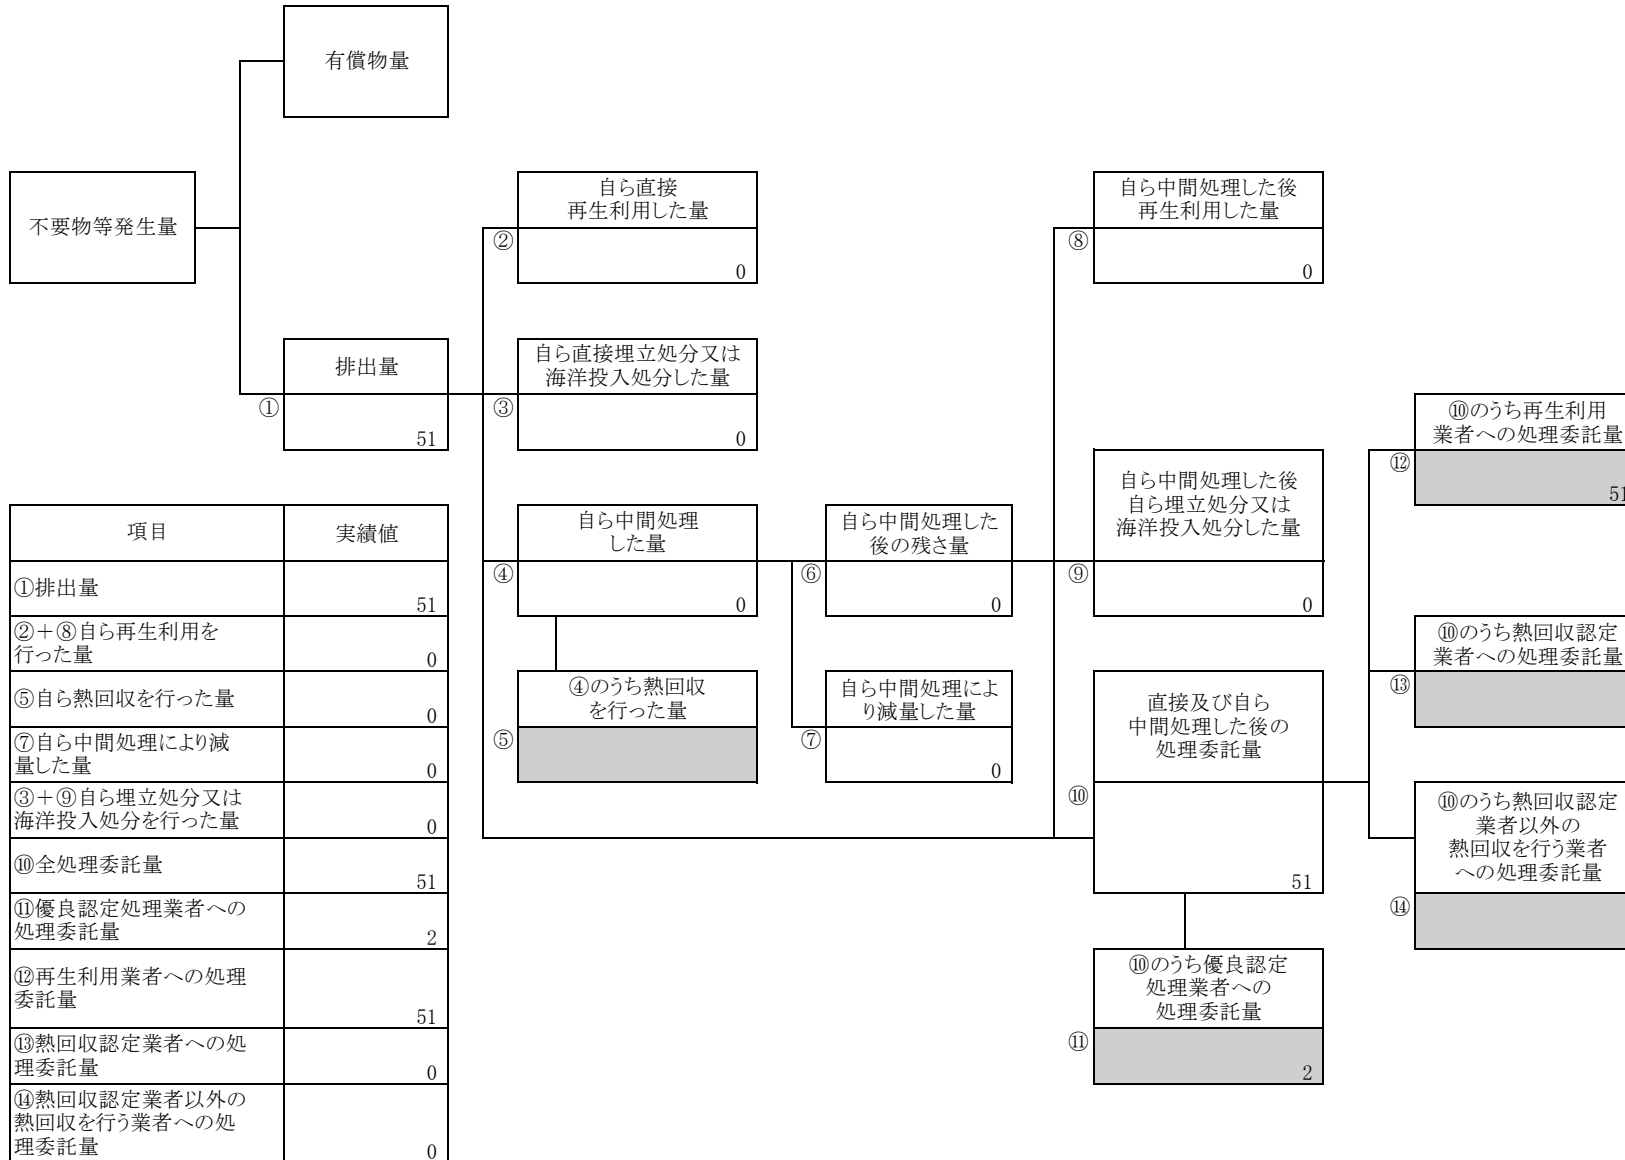 有償物量
不要物等発生量
自ら直接
再生利用した量
②
0
自ら中間処理した後
再生利用した量
⑧
0
排出量
①
51
自ら直接埋立処分又は
海洋投入処分した量
③
0
⑩のうち再生利用
業者への処理委託量
⑫
51
自ら中間処理した後
自ら埋立処分又は
海洋投入処分した量
⑨
0
自ら中間処理
した量
④
0
自ら中間処理した
後の残さ量
⑥
0
④のうち熱回収
を行った量
⑤
自ら中間処理によ
り減量した量
⑦
0
直接及び自ら
中間処理した後の
処理委託量
⑩
51
⑩のうち熱回収認定
業者への処理委託量
⑬
⑩のうち熱回収認定
業者以外の
熱回収を行う業者
への処理委託量
⑭
⑩のうち優良認定
処理業者への
処理委託量
⑪
2
項目 実績値
①排出量
51
②＋⑧自ら再生利用を
行った量
0
⑤自ら熱回収を行った量
0
⑦自ら中間処理により減
量した量
0
③＋⑨自ら埋立処分又は
海洋投入処分を行った量
0
⑩全処理委託量
51
⑪優良認定処理業者への
処理委託量
2
⑫再生利用業者への処理
委託量
51
⑬熱回収認定業者への処
理委託量
0
⑭熱回収認定業者以外の
熱回収を行う業者への処
理委託量
0